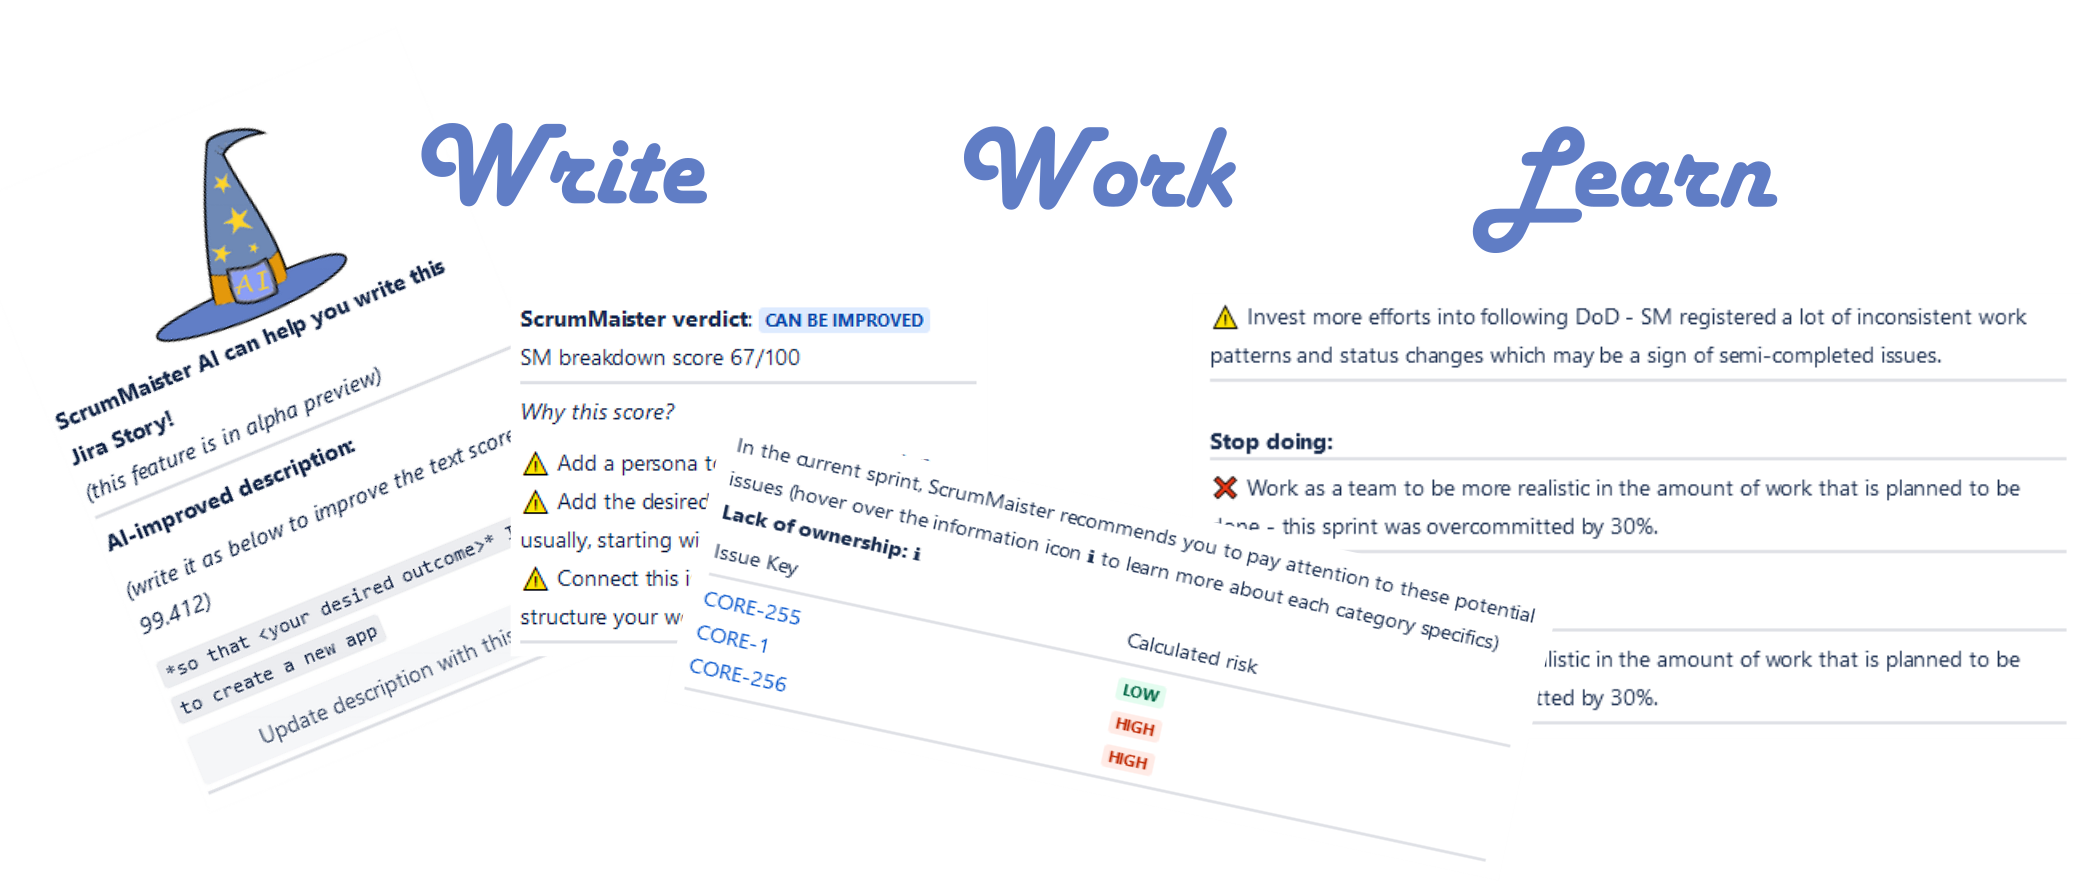 Write
Work
Learn
AI
ScrumMaister AI can help you write this
Jira Story!
(this feature is in alpha preview)
AI-improved description:
(write it as below to improve the text score
99.412)
*so that <your desired outcome>*
to create a new app
Update description with this
ScrumMaister verdict: CAN BE IMPROVED
SM breakdown score 67/100
Why this score?
Add a persona
Add the desired
usually, starting
Connect this
structure your
In the current sprint, ScrumMaister recommends you to pay attention to these potential
issues (hover over the information icon i to learn more about each category specifics)
Lack of ownership: i
Issue Key
Calculated risk
CORE-255
LOW
CORE-1
HIGH
CORE-256
HIGH
Invest more efforts into following DoD - SM registered a lot of inconsistent work
patterns and status changes which may be a sign of semi-completed issues.
Stop doing:
Work as a team to be more realistic in the amount of work that is planned to be
done - this sprint was overcommitted by 30%.
in the amount of work that is planned to be
by 30%.